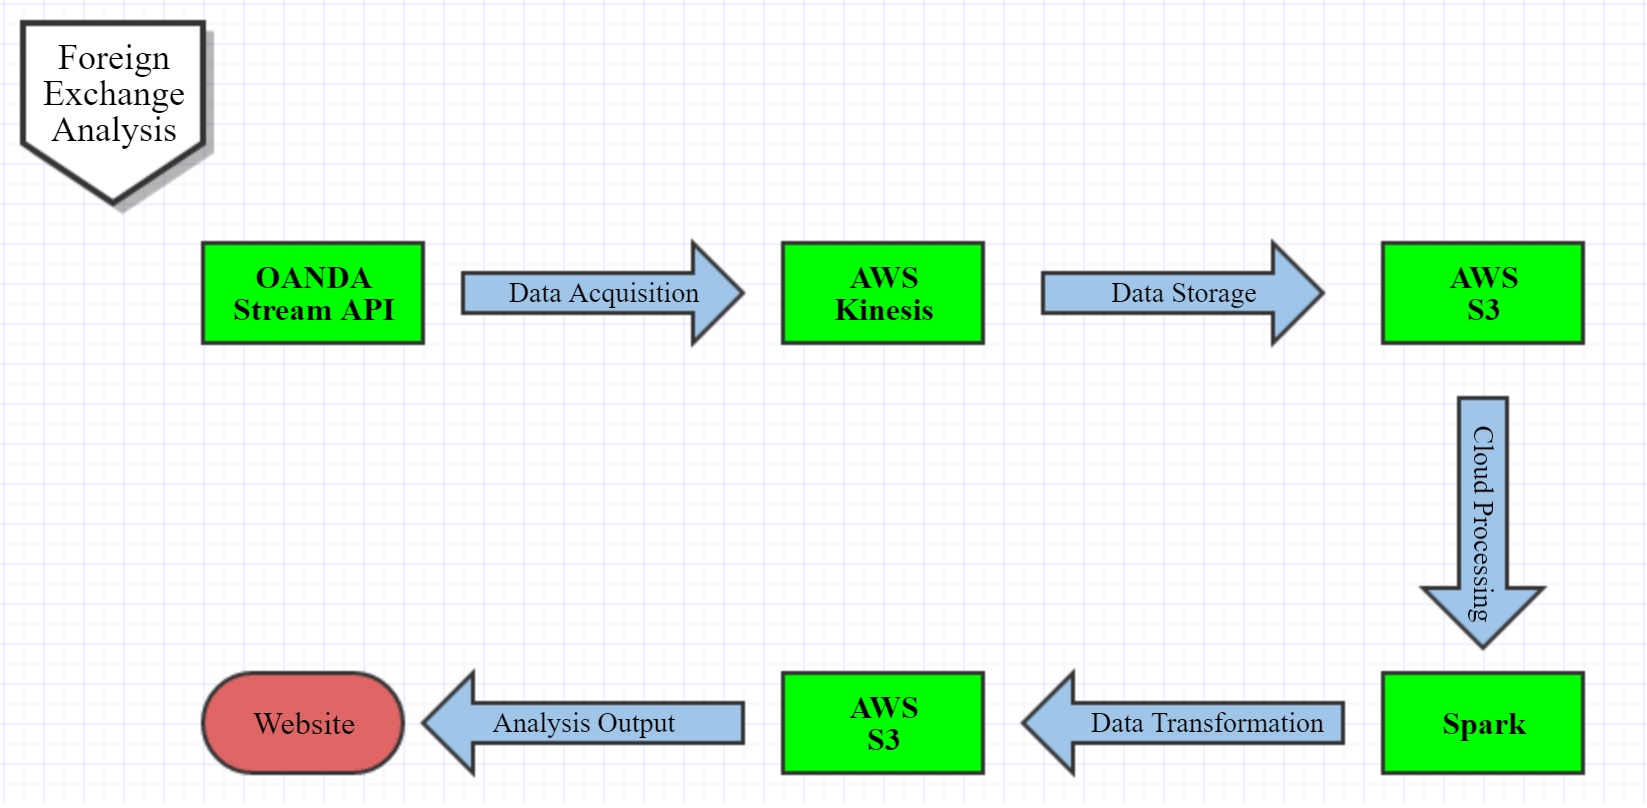 Foreign
Exchange
Analysis
OANDA
Stream API
Data Acquisition
AWS
Kinesis
Data Storage
AWS
S3
Cloud Processing
Spark
Data Transformation
AWS
S3
Analysis Output
Website